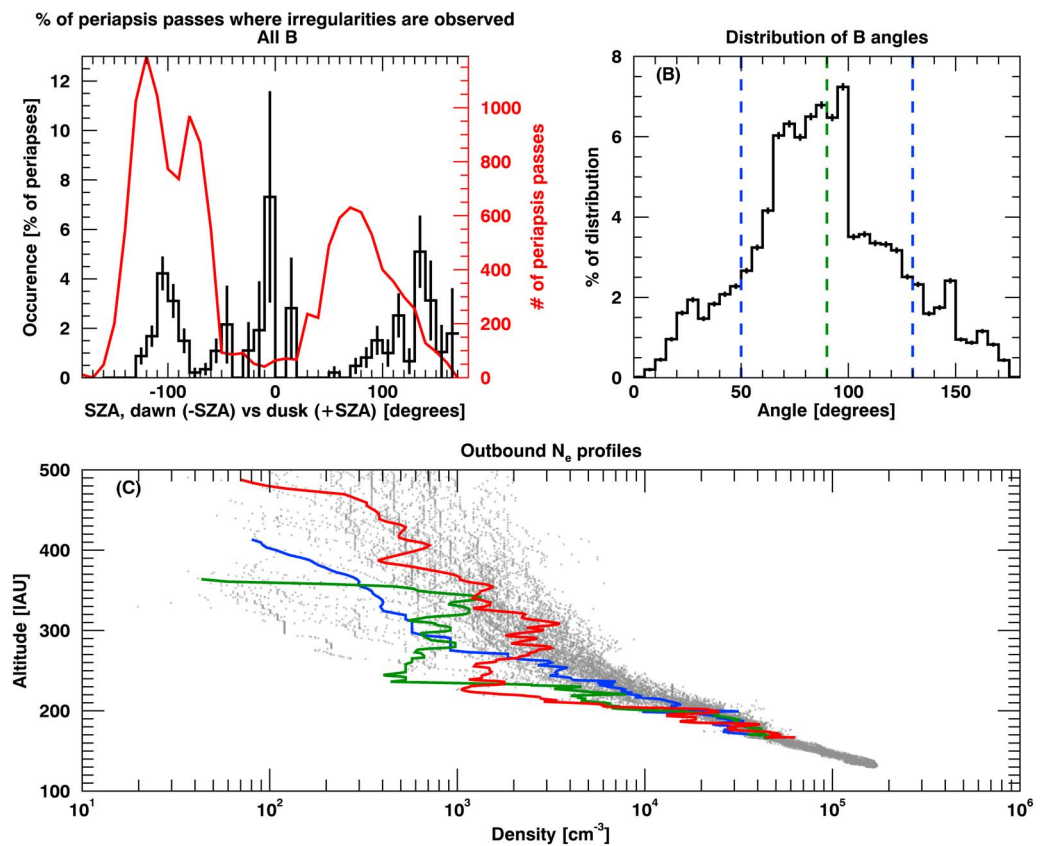 % of periapsis passes where irregularities are observed
All B
12
10
8
6
4
2
0
Occurence [% of periapses]
1000
800
600
400
200
0
# of periapsis passes
-100
0
100
SZA, dawn (-SZA) vs dusk (+SZA) [degrees]
Distribution of B angles
(B)
8
6
4
2
0
% of distribution
0
50
100
150
Angle [degrees]
Outbound Nₑ profiles
(C)
500
400
300
200
100
Altitude [IAU]
10¹
10²
10³
10⁴
10⁵
10⁶
Density [cm⁻³]